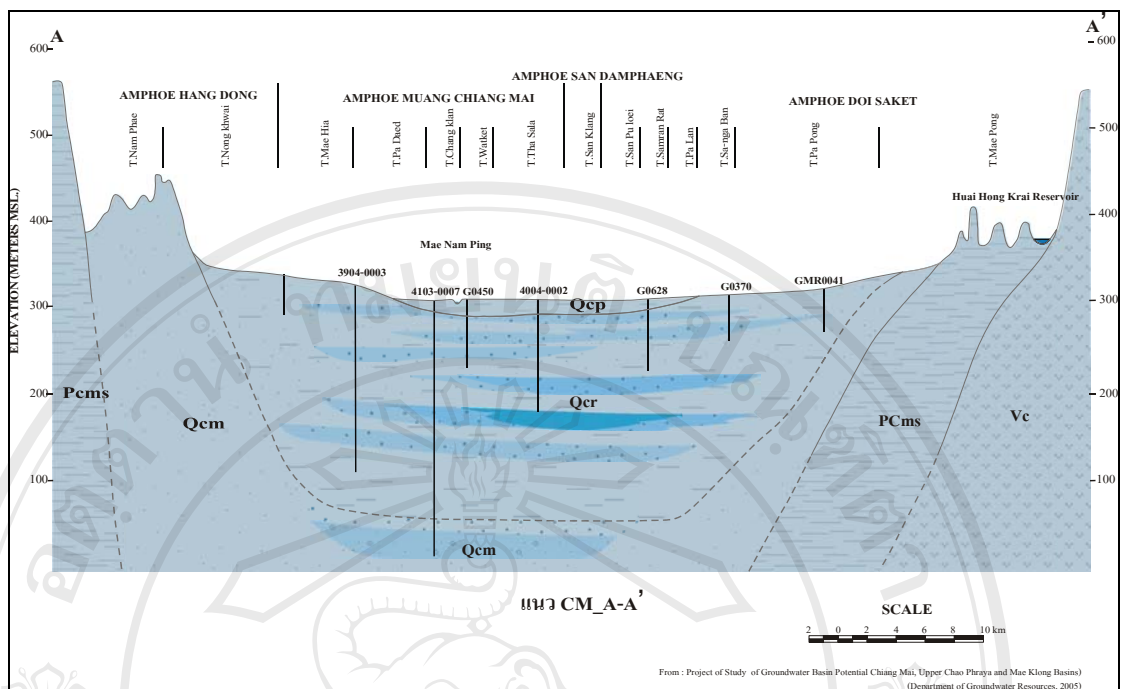 A
A'
600
600
AMPHOE SAN DAMPHAENG
AMPHOE HANG DONG
AMPHOE MUANG CHIANG MAI
AMPHOE DOI SAKET
T.Nam Phae
T.Nong khwai
T.Mae Hia
T.Pa Daed
T.Chang klan
T.Watket
T.Tha Sala
T.San Klang
T.San Pu loei
T.Samran Rat
T.Pa Lan
T.Sa-nga Ban
T.Pa Pong
T.Mae Pong
500
500
Huai Hong Krai Reservoir
400
400
ELEVATION (METERS MSL.)
Mae Nam Ping
3904-0003
4103-0007
G0450
4004-0002
G0628
G0370
GMR0041
300
300
Qcp
200
200
Pcms
Qcm
Qcr
PCms
Vc
100
100
Qcm
แนว CM_A-A'
SCALE
2 0 2 4 6 8 10 km
From : Project of Study of Groundwater Basin Potential Chiang Mai, Upper Chao Phraya and Mae Klong Basins)
(Department of Groundwater Resources, 2005)